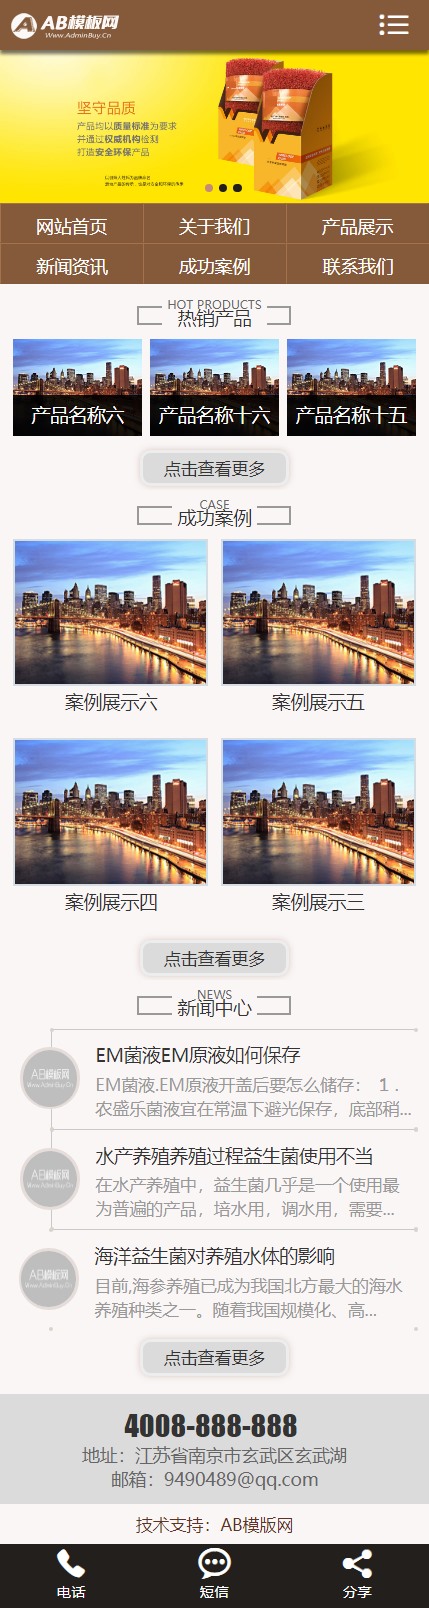 AB模板网
Www.AdminBuy.Cn
坚守品质
产品均以质量标准为要求
并通过权威机构检测
打造安全环保产品
网站首页 关于我们 产品展示
新闻资讯 成功案例 联系我们
HOT PRODUCTS
热销产品
产品名称六 产品名称十六 产品名称十五
点击查看更多
CASE
成功案例
案例展示六 案例展示五
案例展示四 案例展示三
点击查看更多
NEWS
新闻中心
AB模板网
Www.AdminBuy.Cn
EM菌液EM原液如何保存
EM菌液.EM原液开盖后要怎么储存： １.
农盛乐菌液宜在常温下避光保存，底部稍...
AB模板网
Www.AdminBuy.Cn
水产养殖养殖过程益生菌使用不当
在水产养殖中，益生菌几乎是一个使用最
为普遍的产品，培水用，调水用，需要...
AB模板网
Www.AdminBuy.Cn
海洋益生菌对养殖水体的影响
目前,海参养殖已成为我国北方最大的海水
养殖种类之一。随着我国规模化、高...
点击查看更多
4008-888-888
地址：江苏省南京市玄武区玄武湖
邮箱：9490489@qq.com
技术支持：AB模版网
电话 短信 分享